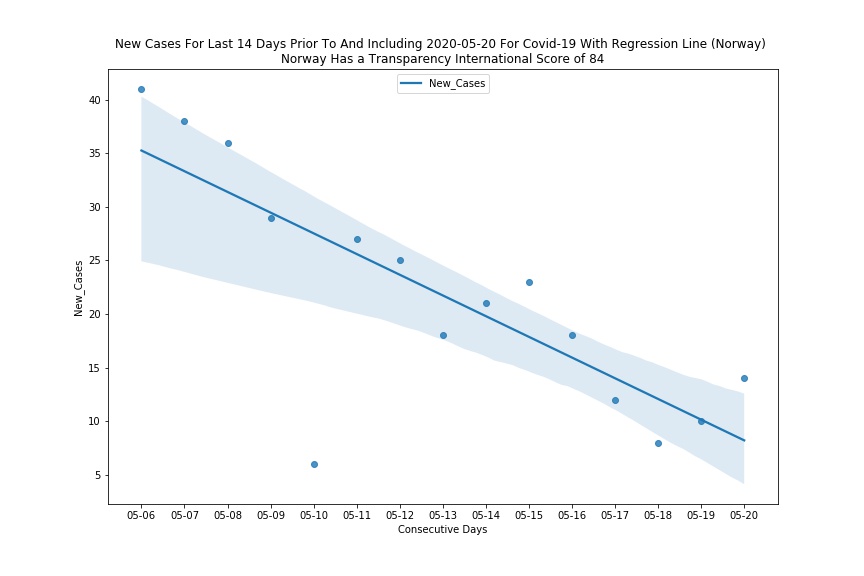 New Cases For Last 14 Days Prior To And Including 2020-05-20 For Covid-19 With Regression Line (Norway)
Norway Has a Transparency International Score of 84
New_Cases
New_Cases
40
35
30
25
20
15
10
5
05-06 05-07 05-08 05-09 05-10 05-11 05-12 05-13 05-14 05-15 05-16 05-17 05-18 05-19 05-20
Consecutive Days